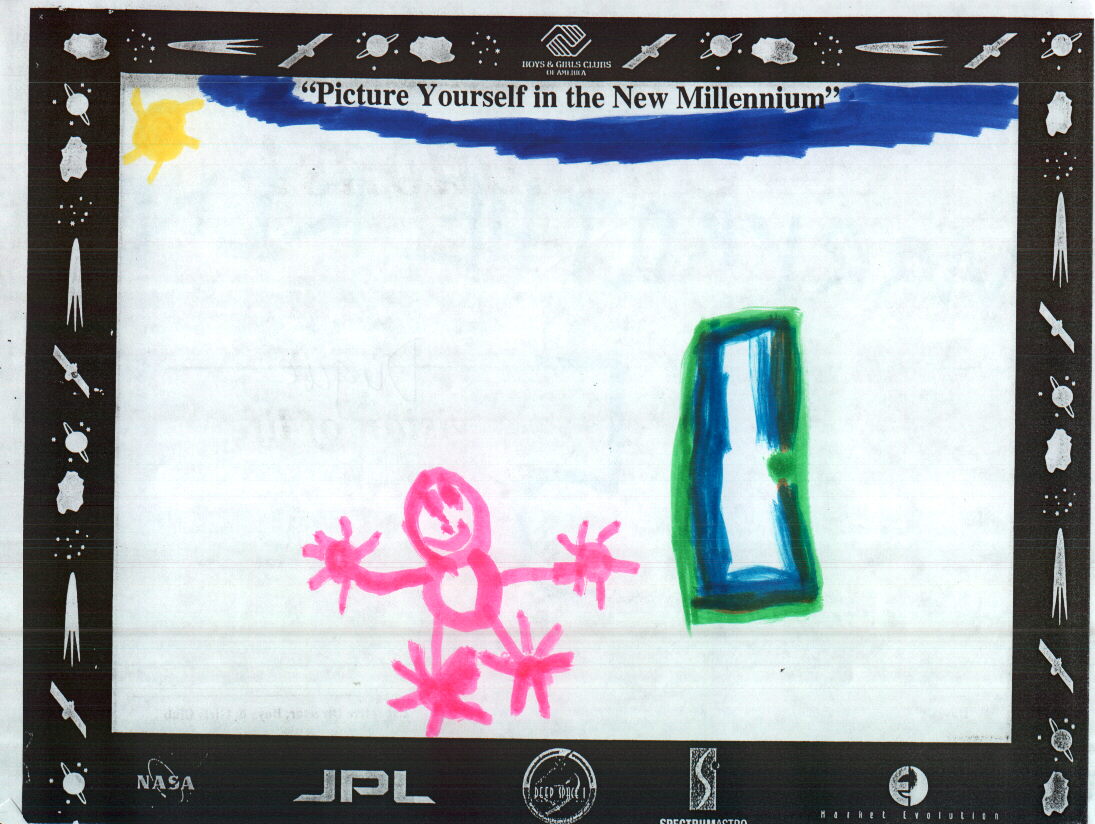 BOYS & GIRLS CLUBS
OF AMERICA
“Picture Yourself in the New Millennium”
NASA
JPL
DEEP SPACE 1
SPECTRUMASTRO
Market Evolution